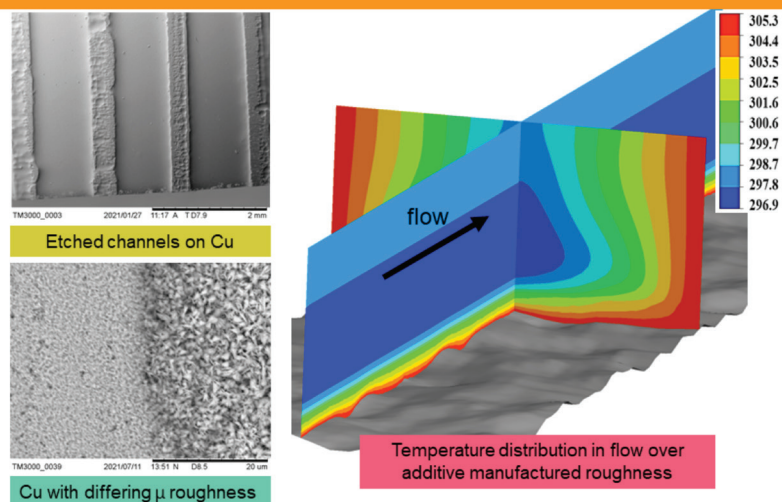 TM3000_0003 2021/01/27 11:17 A T D7.9 2 mm
Etched channels on Cu
TM3000_0039 2021/07/11 13:51 N D8.5 20 um
Cu with differing µ roughness
flow
305.3
304.4
303.5
302.5
301.6
300.6
299.7
298.7
297.8
296.9
Temperature distribution in flow over
additive manufactured roughness